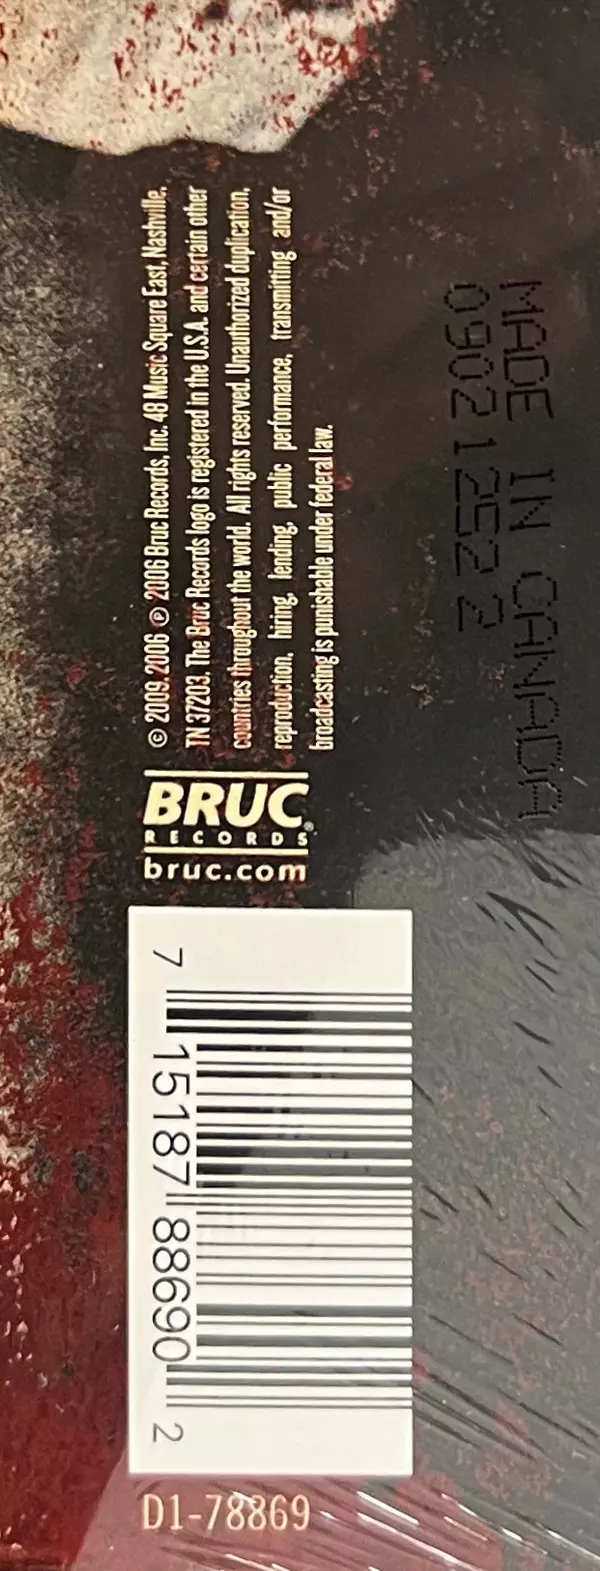 © 2009, 2006 ℗ 2006 Bruc Records, Inc. 48 Music Square East, Nashville,
TN 37203. The Bruc Records logo is registered in the U.S.A. and certain other
countries throughout the world. All rights reserved. Unauthorized duplication,
reproduction, hiring, lending, public performance, transmitting and/or
broadcasting is punishable under federal law.
BRUC
RECORDS®
bruc.com
7 15187 88690 2
D1-78869
MADE IN CANADA
0902 1252 2